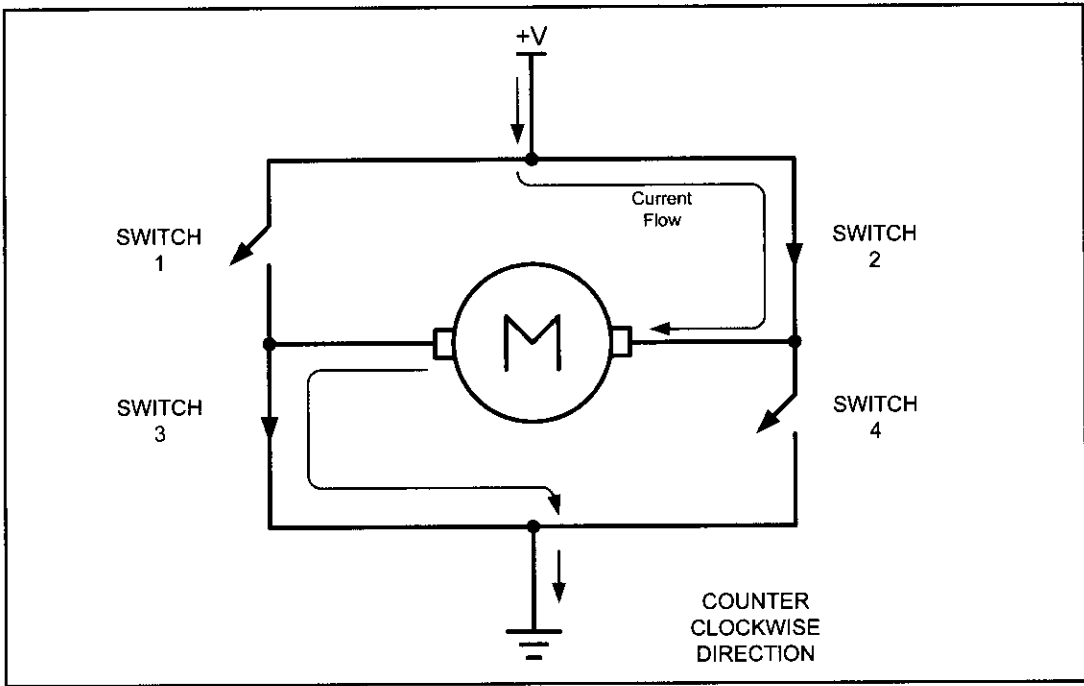 +V
Current
Flow
SWITCH
1
SWITCH
2
M
SWITCH
3
SWITCH
4
COUNTER
CLOCKWISE
DIRECTION